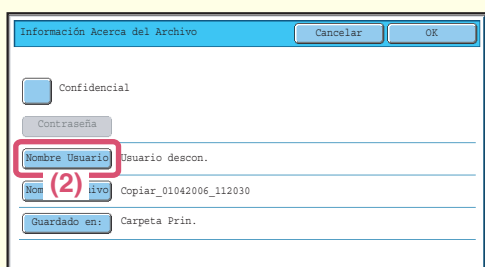 Información Acerca del Archivo Cancelar OK
Confidencial
Contraseña
Nombre Usuario Usuario descon.
(2) Copiar_01042006_112030
Guardado en: Carpeta Prin.